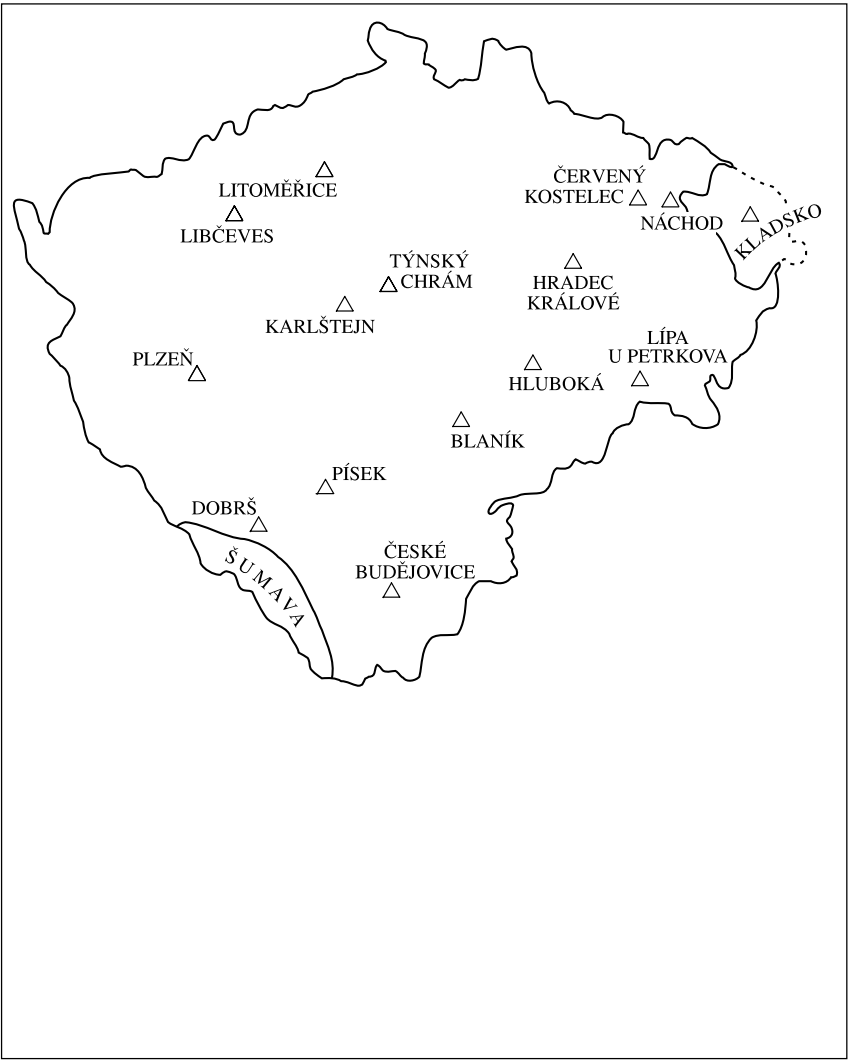 ČERVENÝ
KOSTELEC
LITOMĚŘICE
NÁCHOD
KLADSKO
LIBČEVES
TÝNSKÝ
CHRÁM
HRADEC
KRÁLOVÉ
KARLŠTEJN
LÍPA
U PETRKOVA
PLZEŇ
HLUBOKÁ
BLANÍK
PÍSEK
DOBRŠ
ČESKÉ
BUDĚJOVICE
ŠUMAVA